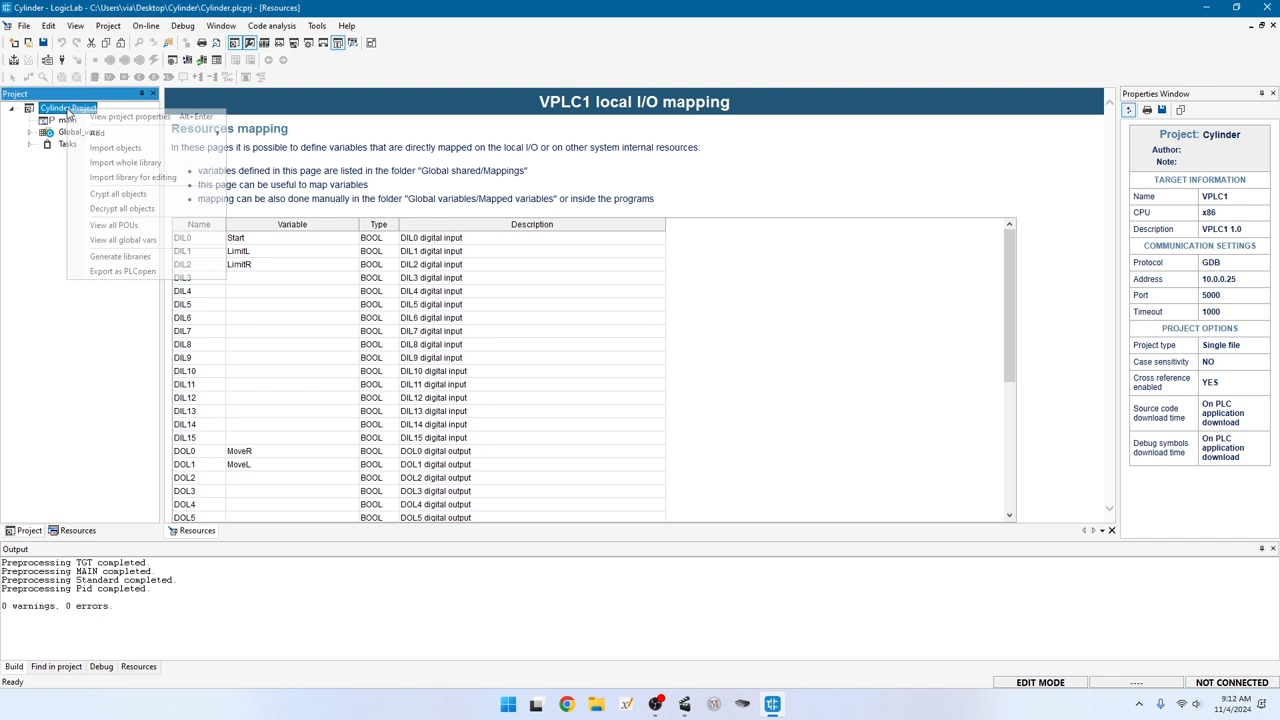 Cylinder - LogicLab - C:\Users\via\Desktop\Cylinder\Cylinder.plcprj - [Resources]
File Edit View Project On-line Debug Window Code analysis Tools Help
Project
Cylinder Project
main
Global_vars
Tasks
View project properties Alt+Enter
Add
Import objects
Import whole library
Import library for editing
Crypt all objects
Decrypt all objects
View all POUs
View all global vars
Generate libraries
Export as PLCopen
Project Resources
VPLC1 local I/O mapping
Resources mapping
In these pages it is possible to define variables that are directly mapped on the local I/O or on other system internal resources:
variables defined in this page are listed in the folder "Global shared/Mappings"
this page can be useful to map variables
mapping can be also done manually in the folder "Global variables/Mapped variables" or inside the programs
Name Variable Type Description
DIL0 Start BOOL DIL0 digital input
DIL1 LimitL BOOL DIL1 digital input
DIL2 LimitR BOOL DIL2 digital input
DIL3 BOOL DIL3 digital input
DIL4 BOOL DIL4 digital input
DIL5 BOOL DIL5 digital input
DIL6 BOOL DIL6 digital input
DIL7 BOOL DIL7 digital input
DIL8 BOOL DIL8 digital input
DIL9 BOOL DIL9 digital input
DIL10 BOOL DIL10 digital input
DIL11 BOOL DIL11 digital input
DIL12 BOOL DIL12 digital input
DIL13 BOOL DIL13 digital input
DIL14 BOOL DIL14 digital input
DIL15 BOOL DIL15 digital input
DOL0 MoveR BOOL DOL0 digital output
DOL1 MoveL BOOL DOL1 digital output
DOL2 BOOL DOL2 digital output
DOL3 BOOL DOL3 digital output
DOL4 BOOL DOL4 digital output
DOL5 BOOL DOL5 digital output
Resources
Properties Window
Project: Cylinder
Author:
Note:
TARGET INFORMATION
Name VPLC1
CPU x86
Description VPLC1 1.0
COMMUNICATION SETTINGS
Protocol GDB
Address 10.0.0.25
Port 5000
Timeout 1000
PROJECT OPTIONS
Project type Single file
Case sensitivity NO
Cross reference
enabled YES
Source code
download time
On PLC
application
download
Debug symbols
download time
On PLC
application
download
Output
Preprocessing TGT completed.
Preprocessing MAIN completed.
Preprocessing Standard completed.
Preprocessing Pid completed.
0 warnings, 0 errors.
Build Find in project Debug Resources
Ready EDIT MODE ---- NOT CONNECTED
9:12 AM
11/4/2024